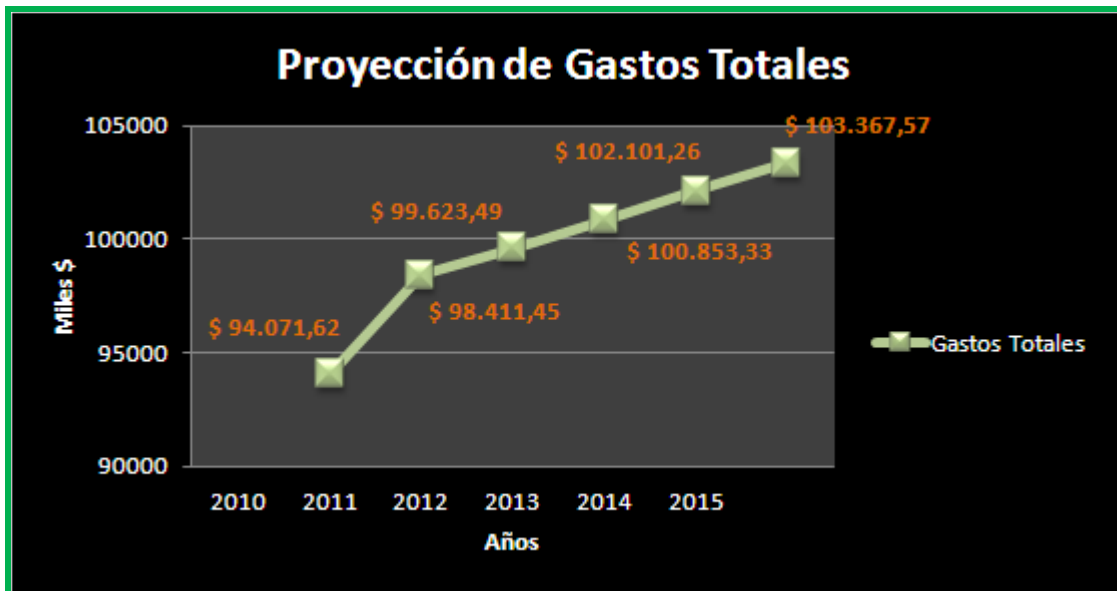 Proyección de Gastos Totales
105000
100000
95000
90000
Miles $
$ 94.071,62
$ 98.411,45
$ 99.623,49
$ 100.853,33
$ 102.101,26
$ 103.367,57
2010 2011 2012 2013 2014 2015
Años
Gastos Totales